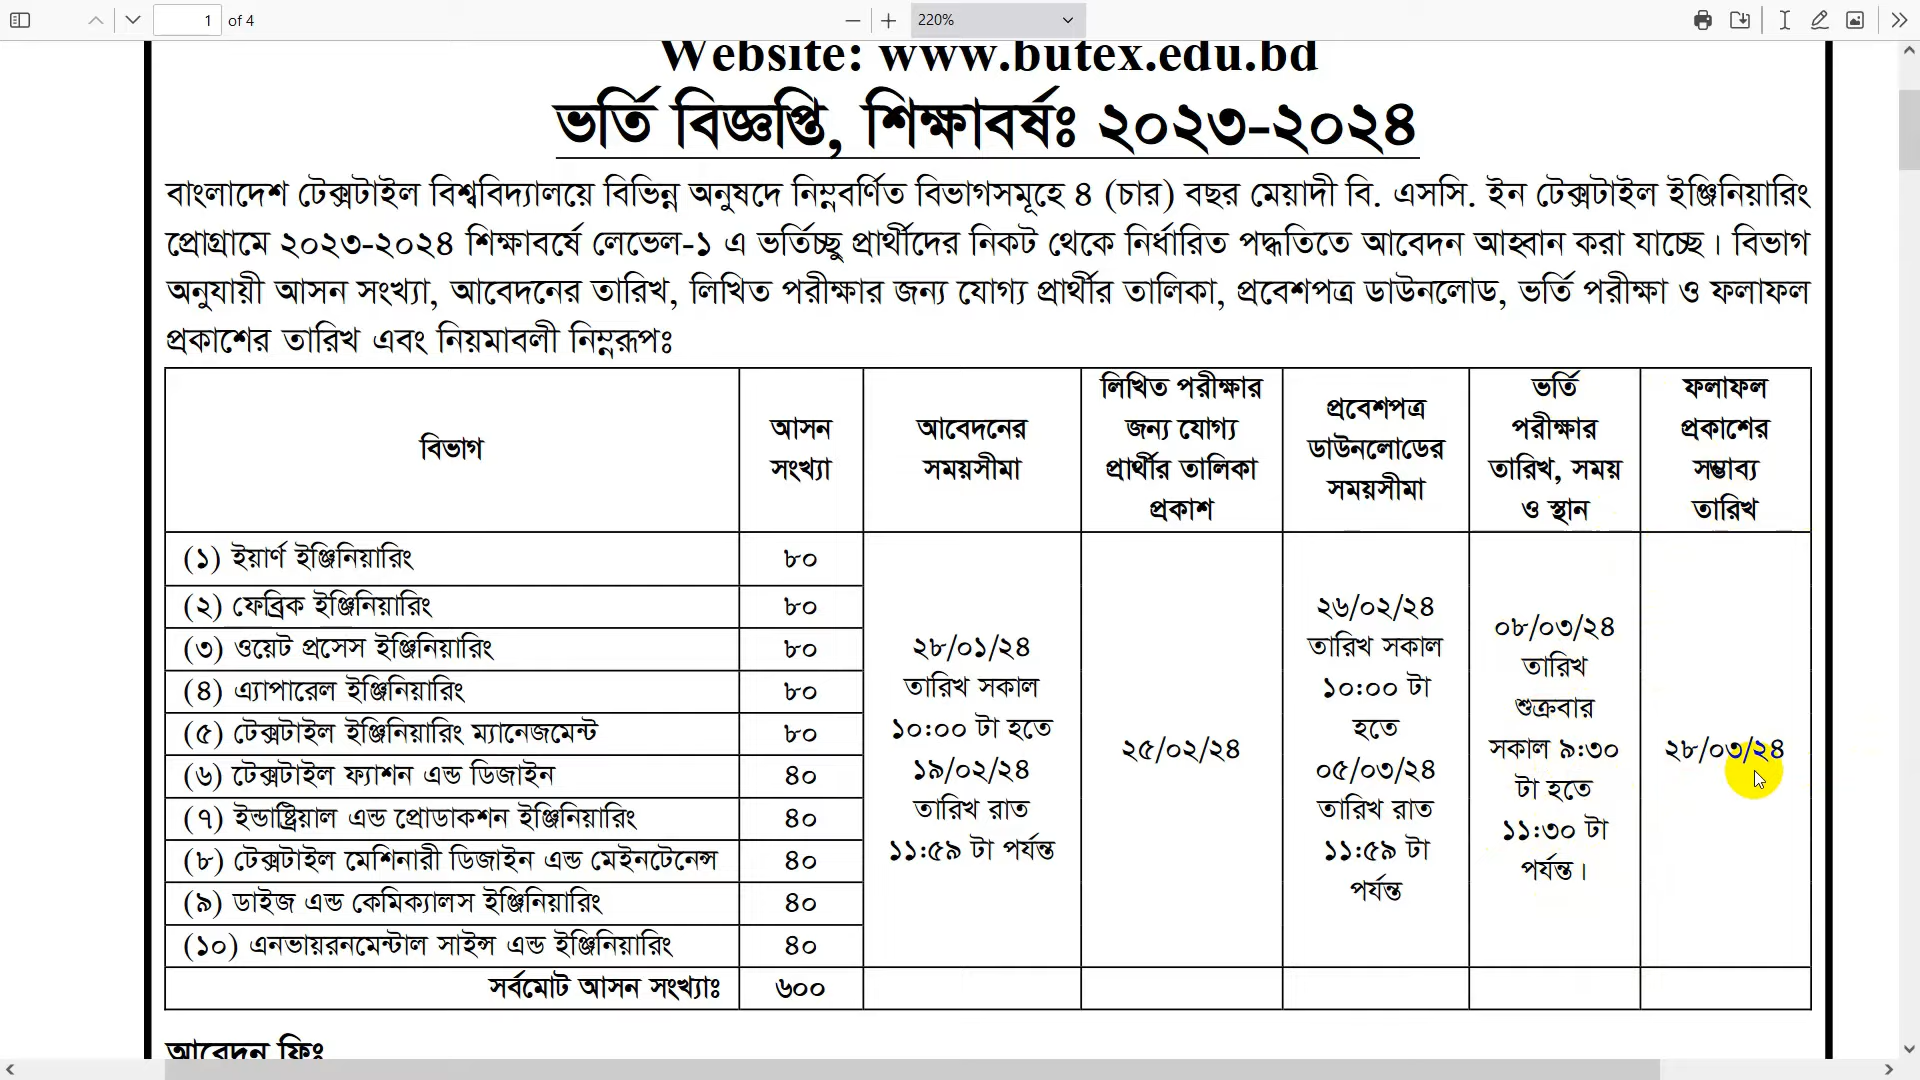 1 of 4
220%
Website: www.butex.edu.bd
ভর্তি বিজ্ঞপ্তি, শিক্ষাবর্ষঃ ২০২৩-২০২৪
বাংলাদেশ টেক্সটাইল বিশ্ববিদ্যালয়ে বিভিন্ন অনুষদে নিম্নবর্ণিত বিভাগসমূহে ৪ (চার) বছর মেয়াদী বি. এসসি. ইন টেক্সটাইল ইঞ্জিনিয়ারিং
প্রোগ্রামে ২০২৩-২০২৪ শিক্ষাবর্ষে লেভেল-১ এ ভর্তিচ্ছু প্রার্থীদের নিকট থেকে নির্ধারিত পদ্ধতিতে আবেদন আহ্বান করা যাচ্ছে। বিভাগ
অনুযায়ী আসন সংখ্যা, আবেদনের তারিখ, লিখিত পরীক্ষার জন্য যোগ্য প্রার্থীর তালিকা, প্রবেশপত্র ডাউনলোড, ভর্তি পরীক্ষা ও ফলাফল
প্রকাশের তারিখ এবং নিয়মাবলী নিম্নরূপঃ
বিভাগ
আসন
সংখ্যা
আবেদনের
সময়সীমা
লিখিত পরীক্ষার
জন্য যোগ্য
প্রার্থীর তালিকা
প্রকাশ
প্রবেশপত্র
ডাউনলোডের
সময়সীমা
ভর্তি
পরীক্ষার
তারিখ, সময়
ও স্থান
ফলাফল
প্রকাশের
সম্ভাব্য
তারিখ
(১) ইয়ার্ণ ইঞ্জিনিয়ারিং ৮০
(২) ফেব্রিক ইঞ্জিনিয়ারিং ৮০
(৩) ওয়েট প্রসেস ইঞ্জিনিয়ারিং ৮০
(৪) এ্যাপারেল ইঞ্জিনিয়ারিং ৮০
(৫) টেক্সটাইল ইঞ্জিনিয়ারিং ম্যানেজমেন্ট ৮০
(৬) টেক্সটাইল ফ্যাশন এন্ড ডিজাইন ৪০
(৭) ইন্ডাষ্ট্রিয়াল এন্ড প্রোডাকশন ইঞ্জিনিয়ারিং ৪০
(৮) টেক্সটাইল মেশিনারী ডিজাইন এন্ড মেইনটেনেন্স ৪০
(৯) ডাইজ এন্ড কেমিক্যালস ইঞ্জিনিয়ারিং ৪০
(১০) এনভায়রনমেন্টাল সাইন্স এন্ড ইঞ্জিনিয়ারিং ৪০
২৮/০১/২৪
তারিখ সকাল
১০:০০ টা হতে
১৯/০২/২৪
তারিখ রাত
১১:৫৯ টা পর্যন্ত
২৫/০২/২৪
২৬/০২/২৪
তারিখ সকাল
১০:০০ টা
হতে
০৫/০৩/২৪
তারিখ রাত
১১:৫৯ টা
পর্যন্ত
০৮/০৩/২৪
তারিখ
শুক্রবার
সকাল ৯:৩০
টা হতে
১১:৩০ টা
পর্যন্ত।
২৮/০৩/২৪
সর্বমোট আসন সংখ্যাঃ ৬০০
আবেদন ফিঃ